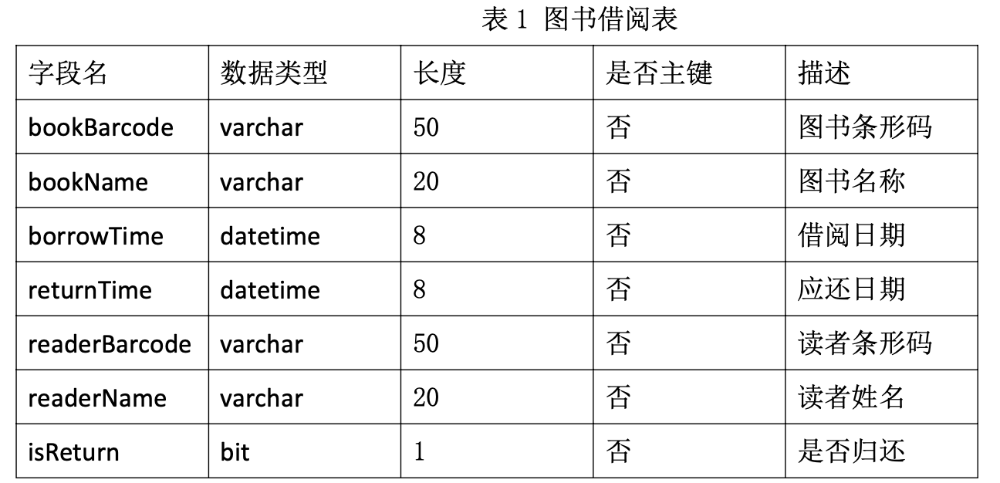 表 1 图书借阅表
字段名 数据类型 长度 是否主键 描述
bookBarcode varchar 50 否 图书条形码
bookName varchar 20 否 图书名称
borrowTime datetime 8 否 借阅日期
returnTime datetime 8 否 应还日期
readerBarcode varchar 50 否 读者条形码
readerName varchar 20 否 读者姓名
isReturn bit 1 否 是否归还